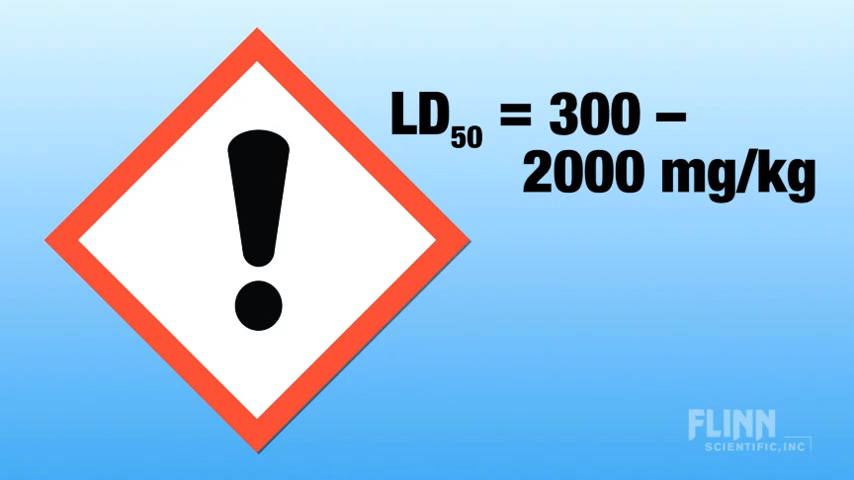 !
LD50 = 300 –
2000 mg/kg
FLINN
SCIENTIFIC, INC